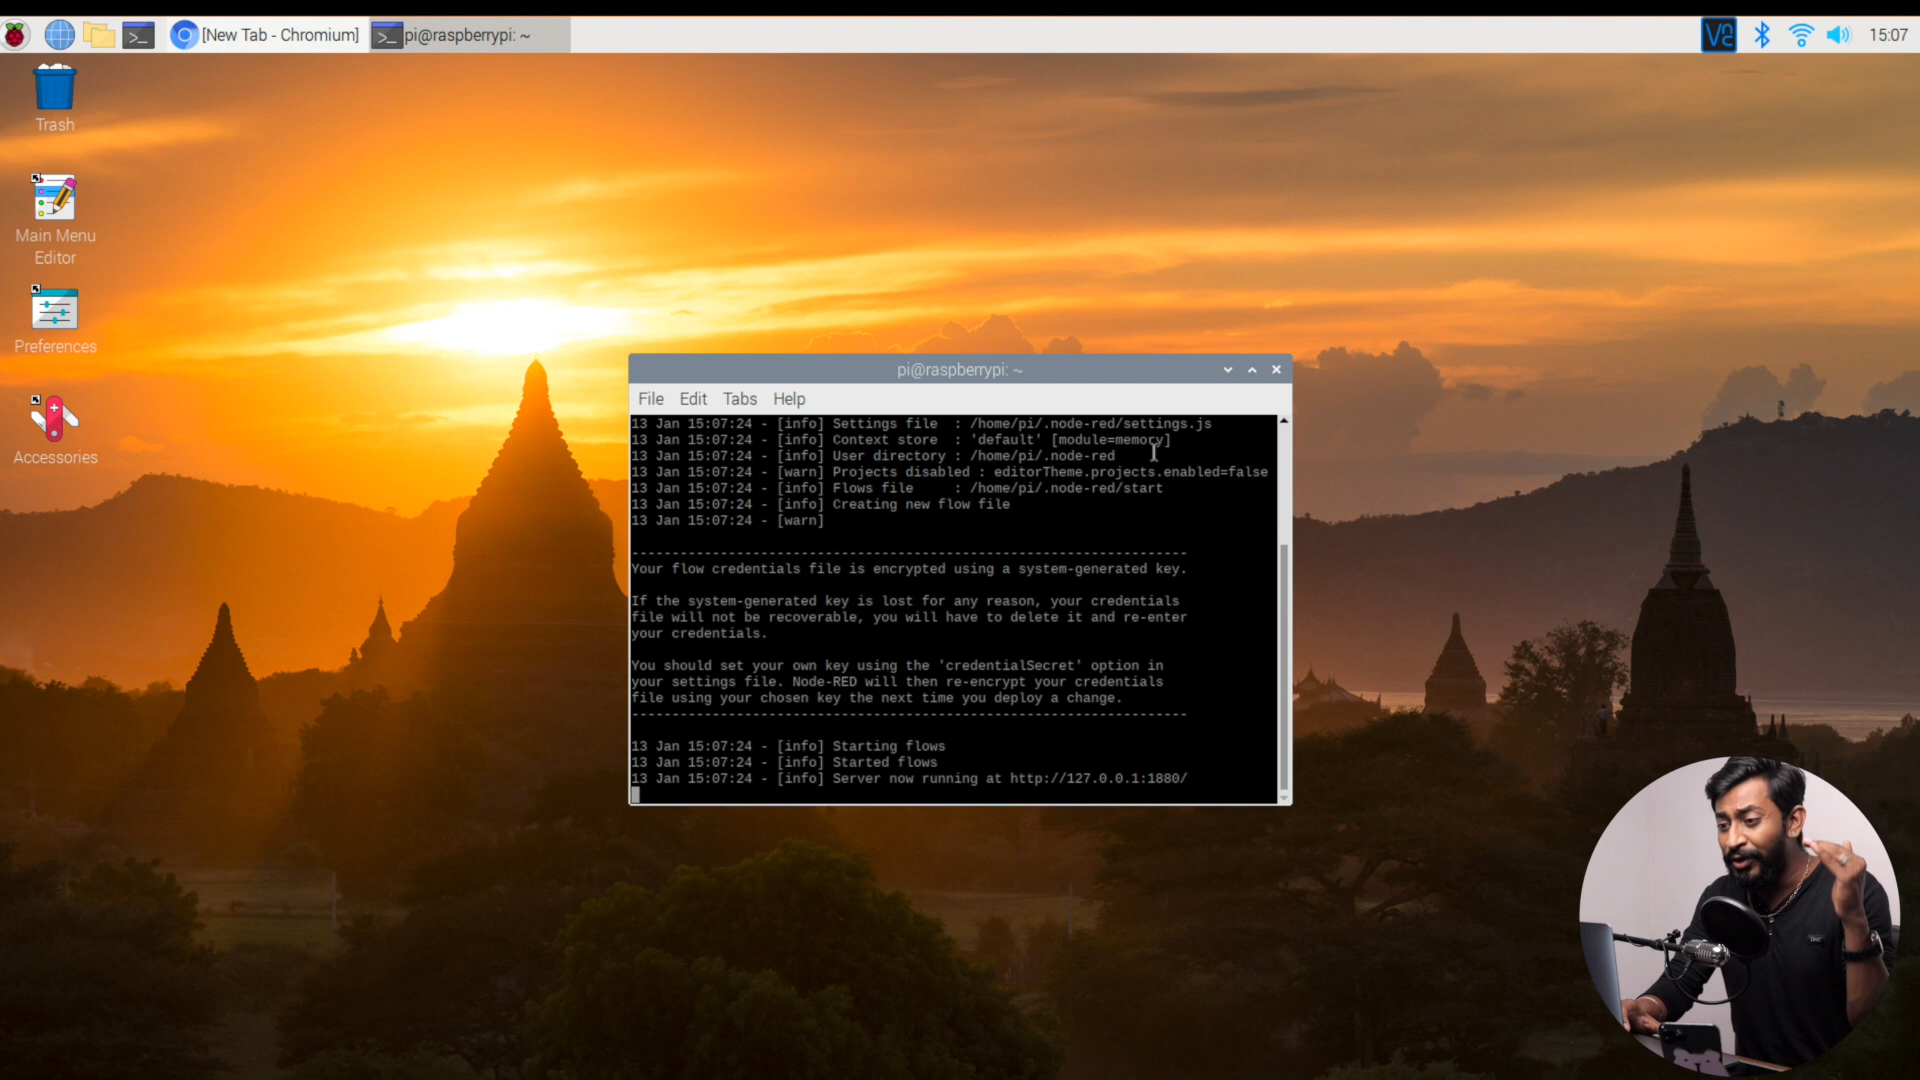 [New Tab - Chromium]
pi@raspberrypi: ~
15:07
Trash
Main Menu
Editor
Preferences
Accessories
pi@raspberrypi: ~
File Edit Tabs Help
13 Jan 15:07:24 - [info] Settings file  : /home/pi/.node-red/settings.js
13 Jan 15:07:24 - [info] Context store  : 'default' [module=memory]
13 Jan 15:07:24 - [info] User directory : /home/pi/.node-red
13 Jan 15:07:24 - [warn] Projects disabled : editorTheme.projects.enabled=false
13 Jan 15:07:24 - [info] Flows file     : /home/pi/.node-red/start
13 Jan 15:07:24 - [info] Creating new flow file
13 Jan 15:07:24 - [warn]
---------------------------------------------------------------------
Your flow credentials file is encrypted using a system-generated key.
If the system-generated key is lost for any reason, your credentials
file will not be recoverable, you will have to delete it and re-enter
your credentials.
You should set your own key using the 'credentialSecret' option in
your settings file. Node-RED will then re-encrypt your credentials
file using your chosen key the next time you deploy a change.
---------------------------------------------------------------------
13 Jan 15:07:24 - [info] Starting flows
13 Jan 15:07:24 - [info] Started flows
13 Jan 15:07:24 - [info] Server now running at http://127.0.0.1:1880/